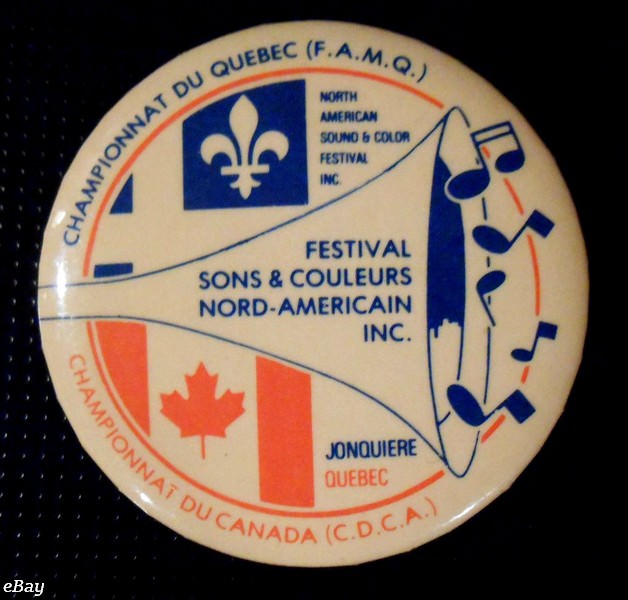 CHAMPIONNAT DU QUEBEC (F.A.M.Q.)
NORTH
AMERICAN
SOUND & COLOR
FESTIVAL
INC.
FESTIVAL
SONS & COULEURS
NORD-AMERICAIN
INC.
JONQUIERE
QUEBEC
CHAMPIONNAT DU CANADA (C.D.C.A.)
eBay